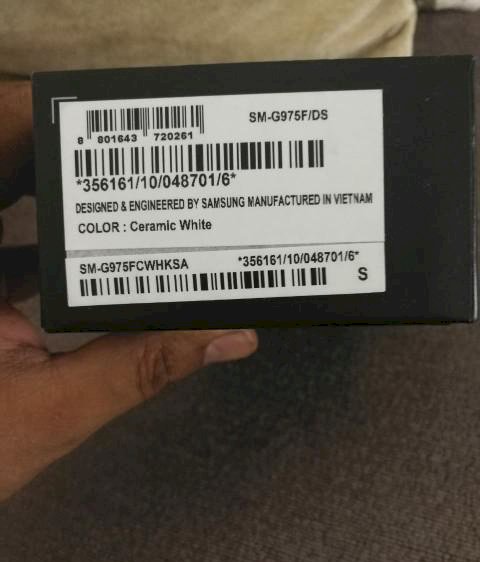 8 801643 720261
SM-G975F/DS
*356161/10/048701/6*
DESIGNED & ENGINEERED BY SAMSUNG MANUFACTURED IN VIETNAM
COLOR : Ceramic White
SM-G975FCWHKSA *356161/10/048701/6*
S